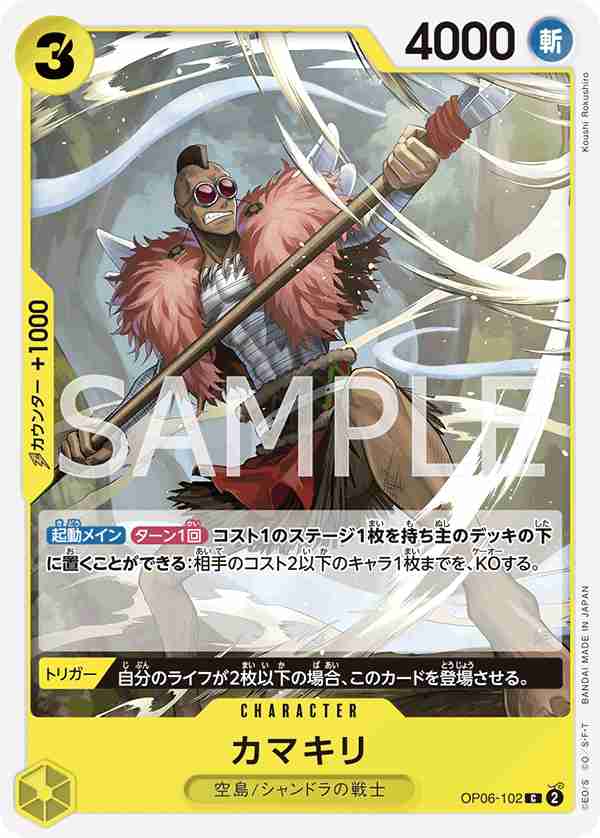 3
4000
斬
Koushi Rokushiro
カウンター +1000
SAMPLE
起動メイン ターン1回 コスト1のステージ1枚を持ち主のデッキの下
に置くことができる:相手のコスト2以下のキャラ1枚までを、KOする。
トリガー 自分のライフが2枚以下の場合、このカードを登場させる。
CHARACTER
カマキリ
空島/シャンドラの戦士
OP06-102 C 2
©E.O/S ©O/S・F・T BANDAI MADE IN JAPAN